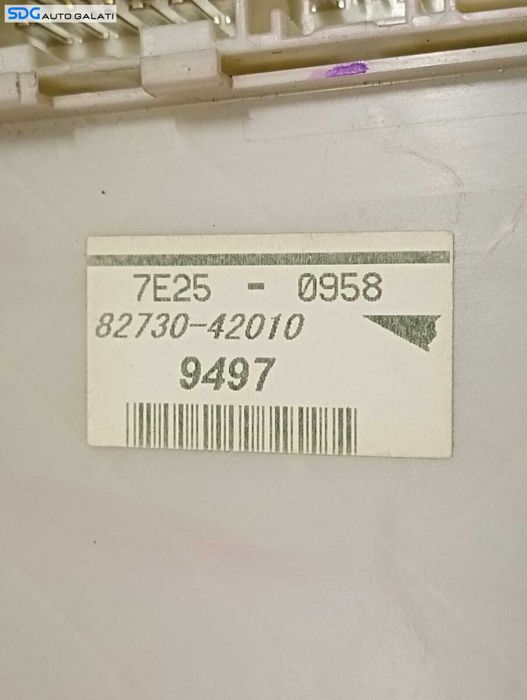 SDG AUTO GALATI
7E25 - 0958
82730-42010
9497